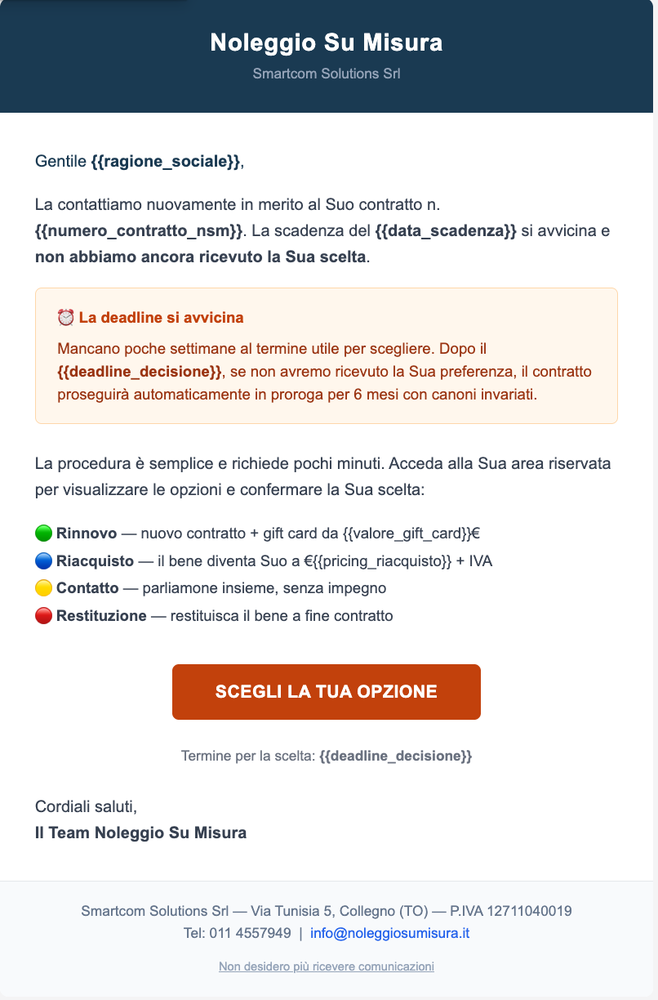 Noleggio Su Misura
Smartcom Solutions Srl
Gentile {{ragione_sociale}},
La contattiamo nuovamente in merito al Suo contratto n.
{{numero_contratto_nsm}}. La scadenza del {{data_scadenza}} si avvicina e
non abbiamo ancora ricevuto la Sua scelta.
⏰ La deadline si avvicina
Mancano poche settimane al termine utile per scegliere. Dopo il
{{deadline_decisione}}, se non avremo ricevuto la Sua preferenza, il contratto
proseguirà automaticamente in proroga per 6 mesi con canoni invariati.
La procedura è semplice e richiede pochi minuti. Acceda alla Sua area riservata
per visualizzare le opzioni e confermare la Sua scelta:
🟢 Rinnovo — nuovo contratto + gift card da {{valore_gift_card}}€
🔵 Riacquisto — il bene diventa Suo a €{{pricing_riacquisto}} + IVA
🟡 Contatto — parliamone insieme, senza impegno
🔴 Restituzione — restituisca il bene a fine contratto
SCEGLI LA TUA OPZIONE
Termine per la scelta: {{deadline_decisione}}
Cordiali saluti,
Il Team Noleggio Su Misura
Smartcom Solutions Srl — Via Tunisia 5, Collegno (TO) — P.IVA 12711040019
Tel: 011 4557949 | info@noleggiosumisura.it
Non desidero più ricevere comunicazioni